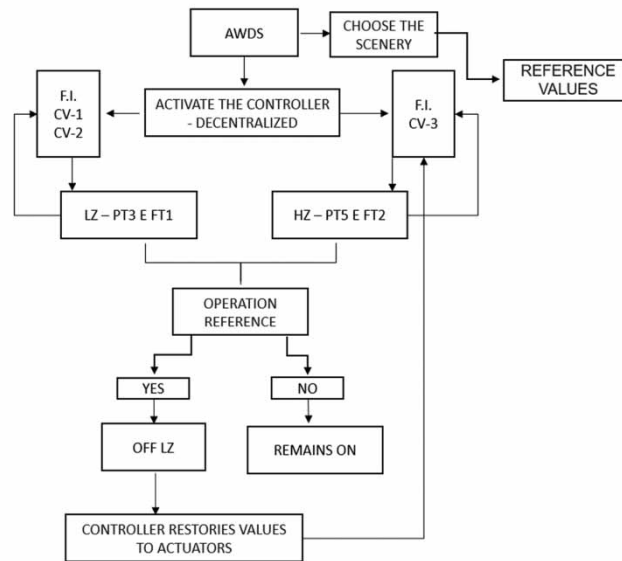 AWDS
CHOOSE THE
SCENERY
REFERENCE
VALUES
ACTIVATE THE CONTROLLER
- DECENTRALIZED
F.I.
CV-1
CV-2
F.I.
CV-3
LZ – PT3 E FT1
HZ – PT5 E FT2
OPERATION
REFERENCE
YES
NO
OFF LZ
REMAINS ON
CONTROLLER RESTORIES VALUES
TO ACTUATORS